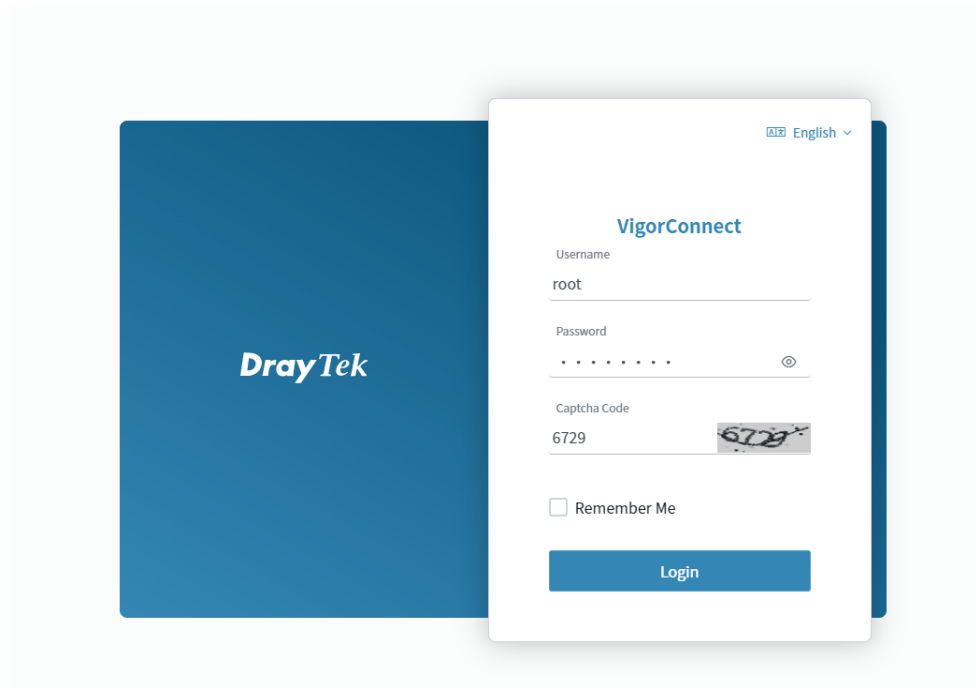 English
VigorConnect
Username
root
Password
Captcha Code
6729
6729
Remember Me
Login
DrayTek